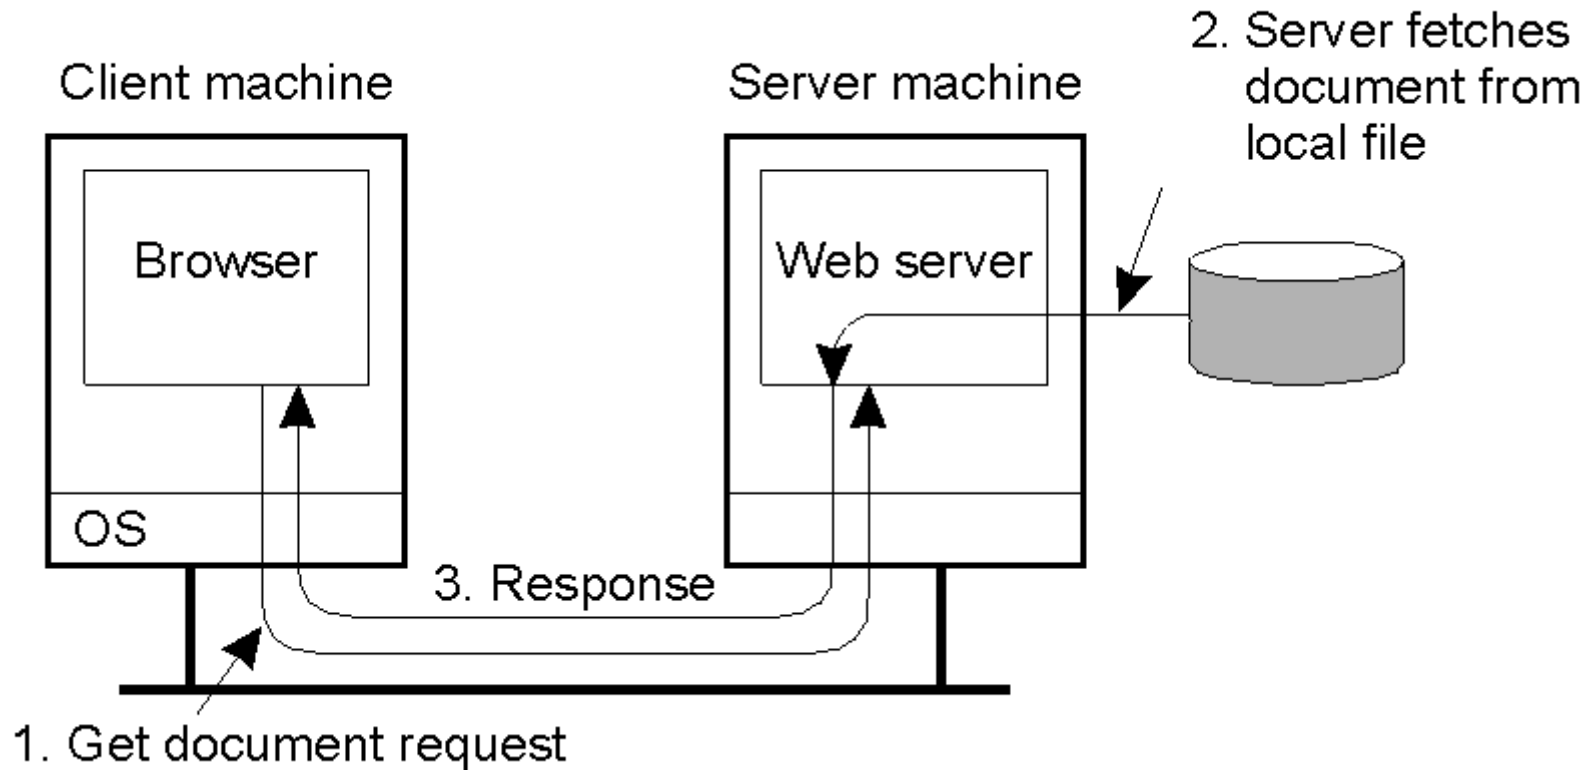 Client machine
Server machine
2. Server fetches
document from
local file
Browser
Web server
OS
3. Response
1. Get document request